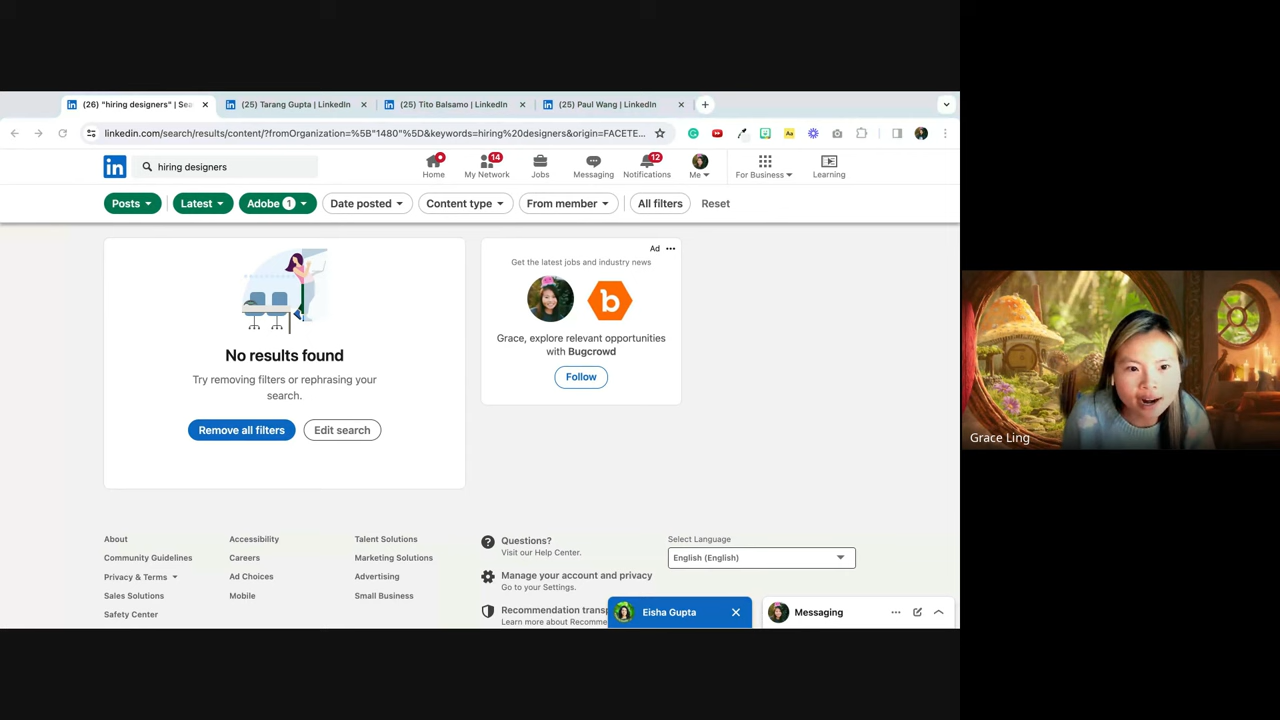 (26) "hiring designers" | Sea
(25) Tarang Gupta | LinkedIn
(25) Tito Balsamo | LinkedIn
(25) Paul Wang | LinkedIn
linkedin.com/search/results/content/?fromOrganization=%5B"1480"%5D&keywords=hiring%20designers&origin=FACETE...
Aa
in
hiring designers
14
12
Home
My Network
Jobs
Messaging
Notifications
Me
For Business
Learning
Posts
Latest
Adobe 1
Date posted
Content type
From member
All filters
Reset
No results found
Try removing filters or rephrasing your
search.
Remove all filters
Edit search
Ad
Get the latest jobs and industry news
b
Grace, explore relevant opportunities
with Bugcrowd
Follow
Grace Ling
About
Accessibility
Talent Solutions
Community Guidelines
Careers
Marketing Solutions
Privacy & Terms
Ad Choices
Advertising
Sales Solutions
Mobile
Small Business
Safety Center
Questions?
Visit our Help Center.
Manage your account and privacy
Go to your Settings.
Recommendation transp
Learn more about Recomme
Select Language
English (English)
Eisha Gupta
Messaging